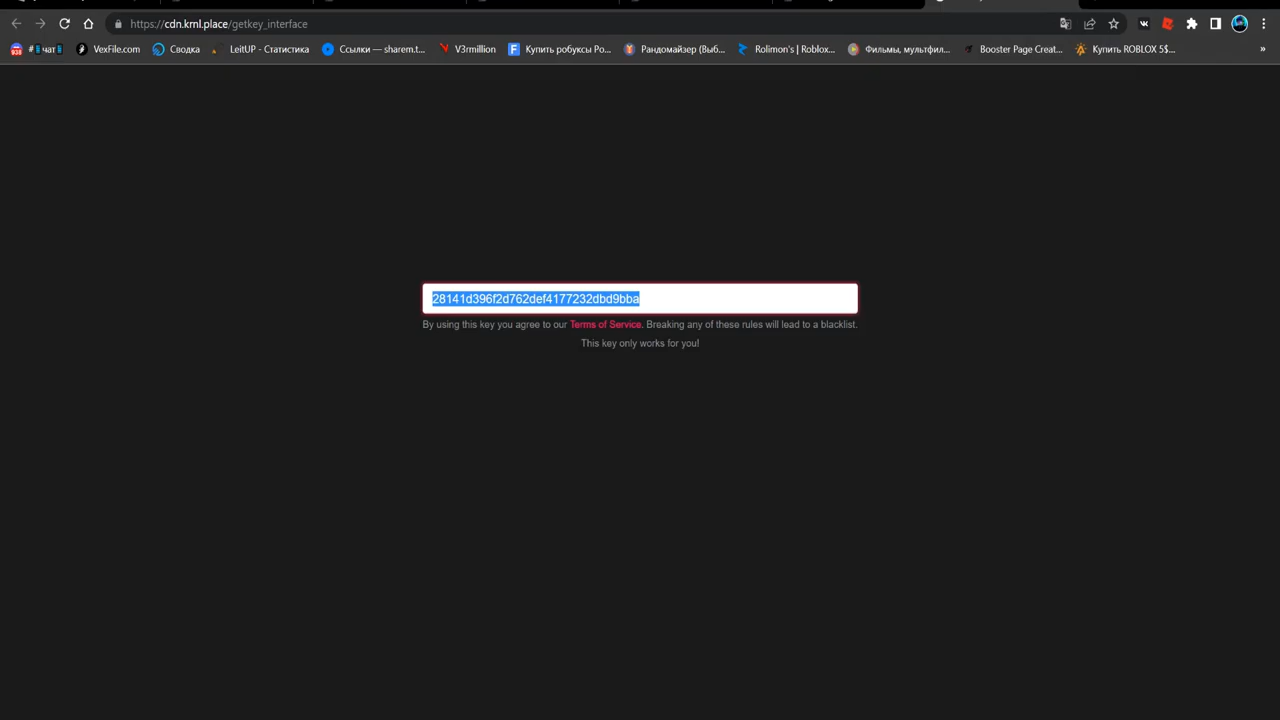 https://cdn.krnl.place/getkey_interface
# чат VexFile.com Сводка LeitUP - Статистика Ссылки — sharem.t... V3rmillion Купить робуксы Ро... Рандомайзер (Выб... Rolimon's | Roblox... Фильмы, мультфил... Booster Page Creat... Купить ROBLOX 5$... »
28141d396f2d762def4177232dbd9bba
By using this key you agree to our Terms of Service. Breaking any of these rules will lead to a blacklist.
This key only works for you!